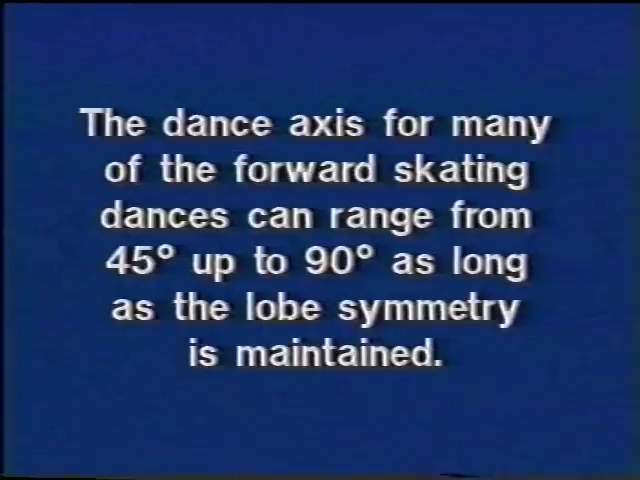 The dance axis for many
of the forward skating
dances can range from
45° up to 90° as long
as the lobe symmetry
is maintained.